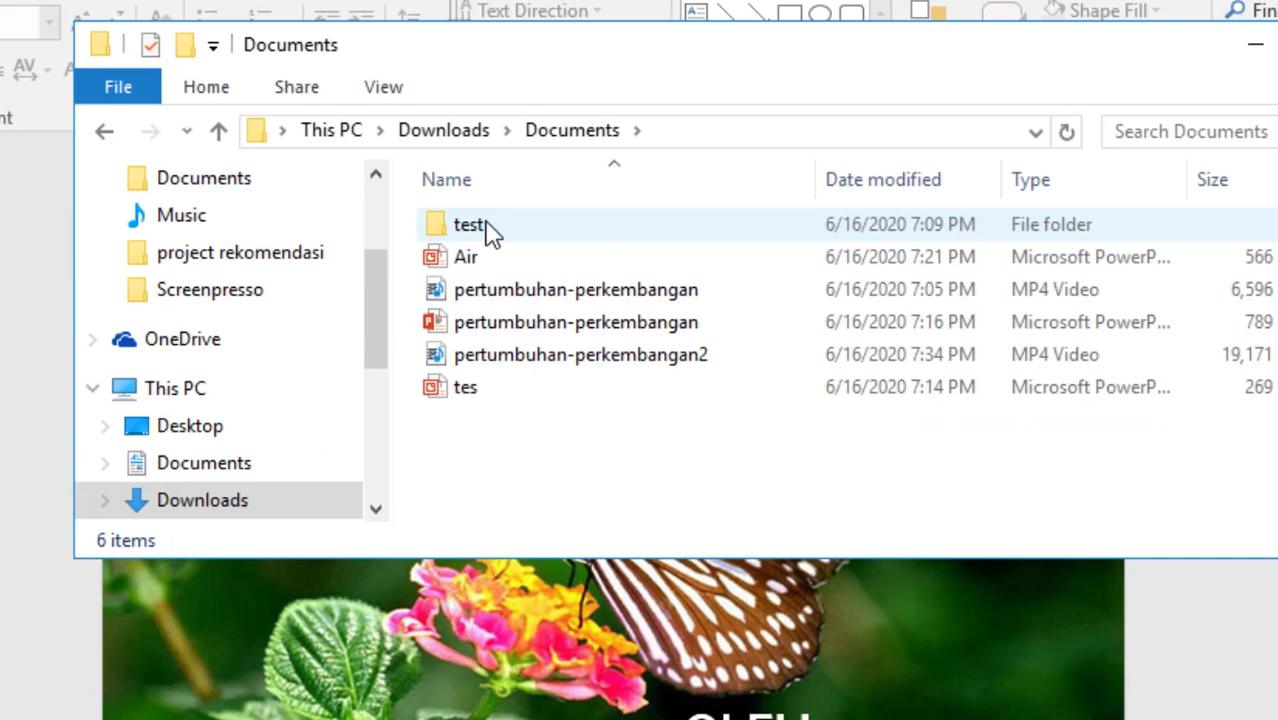 Text Direction
Shape Fill
Fin
AV
nt
Documents
File Home Share View
This PC Downloads Documents
Search Documents
Name Date modified Type Size
test 6/16/2020 7:09 PM File folder
Air 6/16/2020 7:21 PM Microsoft PowerP... 566
pertumbuhan-perkembangan 6/16/2020 7:05 PM MP4 Video 6,596
pertumbuhan-perkembangan 6/16/2020 7:16 PM Microsoft PowerP... 789
pertumbuhan-perkembangan2 6/16/2020 7:34 PM MP4 Video 19,171
tes 6/16/2020 7:14 PM Microsoft PowerP... 269
Documents
Music
project rekomendasi
Screenpresso
OneDrive
This PC
Desktop
Documents
Downloads
6 items